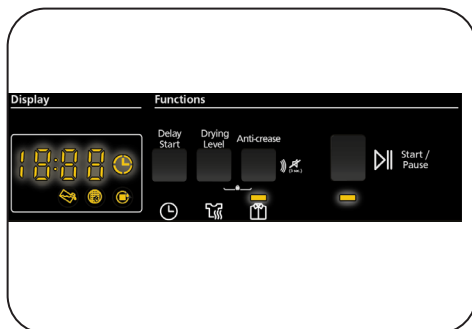 Display
Functions
Delay
Start
Drying
Level
Anti-crease
(3 sec.)
18:88
Start /
Pause